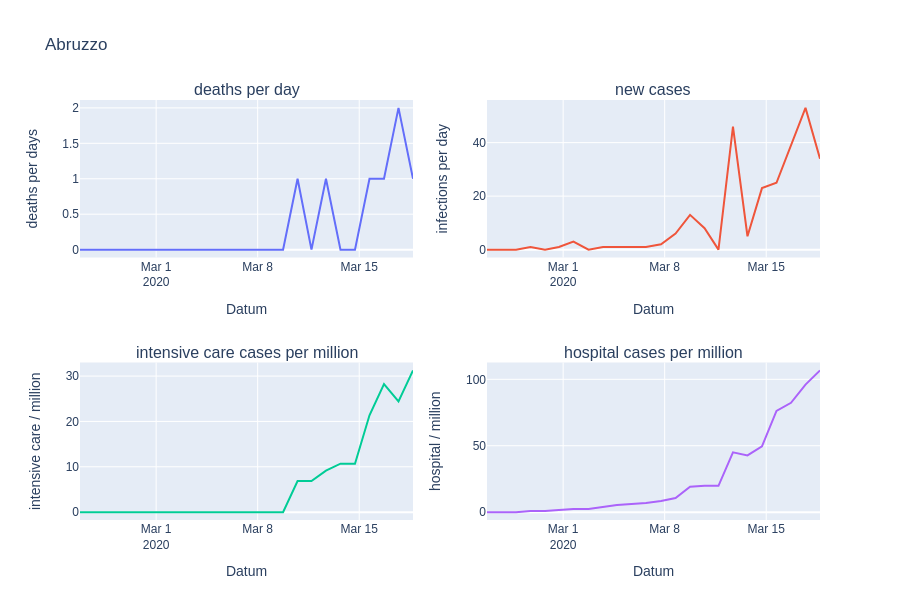 Abruzzo
deaths per day
new cases
deaths per days
2
1.5
1
0.5
0
Mar 1
2020
Mar 8
Mar 15
Datum
infections per day
40
20
0
Mar 1
2020
Mar 8
Mar 15
Datum
intensive care cases per million
hospital cases per million
intensive care / million
30
20
10
0
Mar 1
2020
Mar 8
Mar 15
Datum
hospital / million
100
50
0
Mar 1
2020
Mar 8
Mar 15
Datum